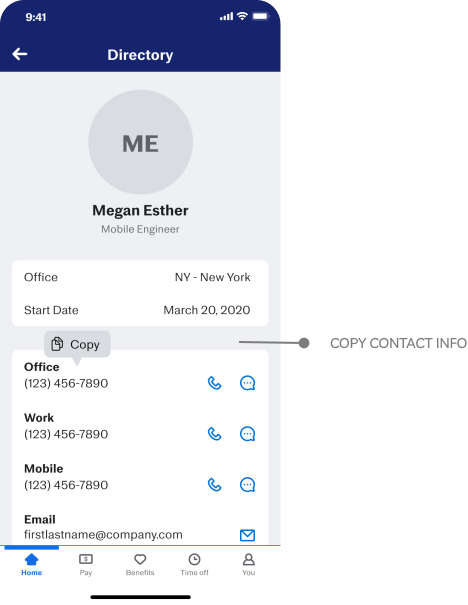 9:41
Directory
ME
Megan Esther
Mobile Engineer
Office NY - New York
Start Date March 20, 2020
Copy
COPY CONTACT INFO
Office
(123) 456-7890
Work
(123) 456-7890
Mobile
(123) 456-7890
Email
firstlastname@company.com
Home Pay Benefits Time off You